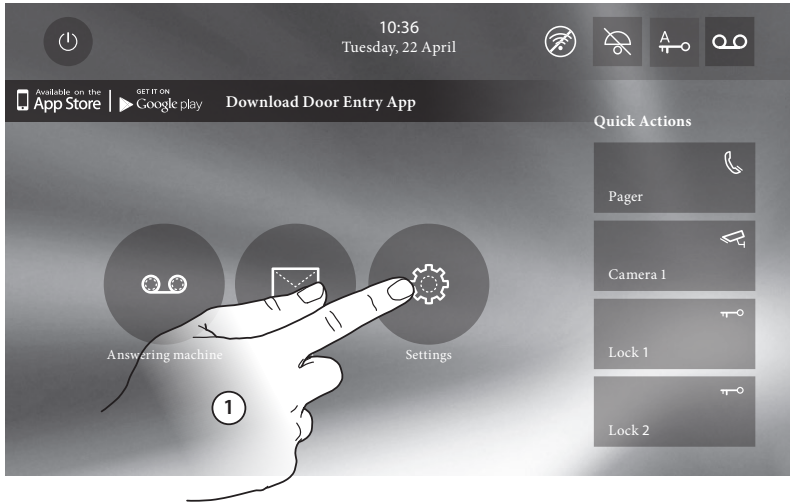 10:36
Tuesday, 22 April
A
Available on the
App Store
GET IT ON
Google play
Download Door Entry App
Quick Actions
Pager
Camera 1
Lock 1
Lock 2
Answering machine
Settings
1